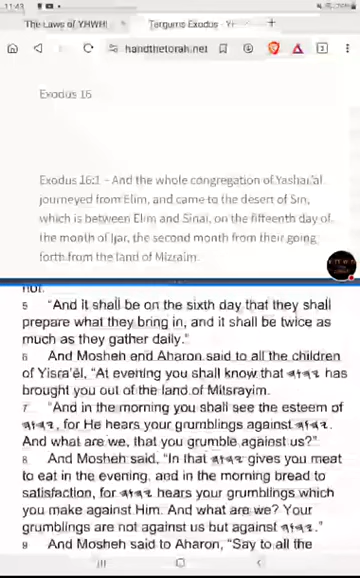 11:43
The Laws of YHWH
Targums Exodus - YH
handthetorah.net
Exodus 16
Exodus 16:1 - And the whole congregation of Yashar'al
journeyed from Elim, and came to the desert of Sin,
which is between Elim and Sinai, on the fifteenth day of
the month of Ijar, the second month from their going
forth from the land of Mizraim.
not.
5 "And it shall be on the sixth day that they shall
prepare what they bring in, and it shall be twice as
much as they gather daily."
6 And Mosheh and Aharon said to all the children
of Yisra'ĕl, "At evening you shall know that 𐤉𐤄𐤅𐤄 has
brought you out of the land of Mitsrayim.
7 "And in the morning you shall see the esteem of
𐤉𐤄𐤅𐤄, for He hears your grumblings against 𐤉𐤄𐤅𐤄.
And what are we, that you grumble against us?"
8 And Mosheh said, "In that 𐤉𐤄𐤅𐤄 gives you meat
to eat in the evening, and in the morning bread to
satisfaction, for 𐤉𐤄𐤅𐤄 hears your grumblings which
you make against Him. And what are we? Your
grumblings are not against us but against 𐤉𐤄𐤅𐤄."
9 And Mosheh said to Aharon, "Say to all the